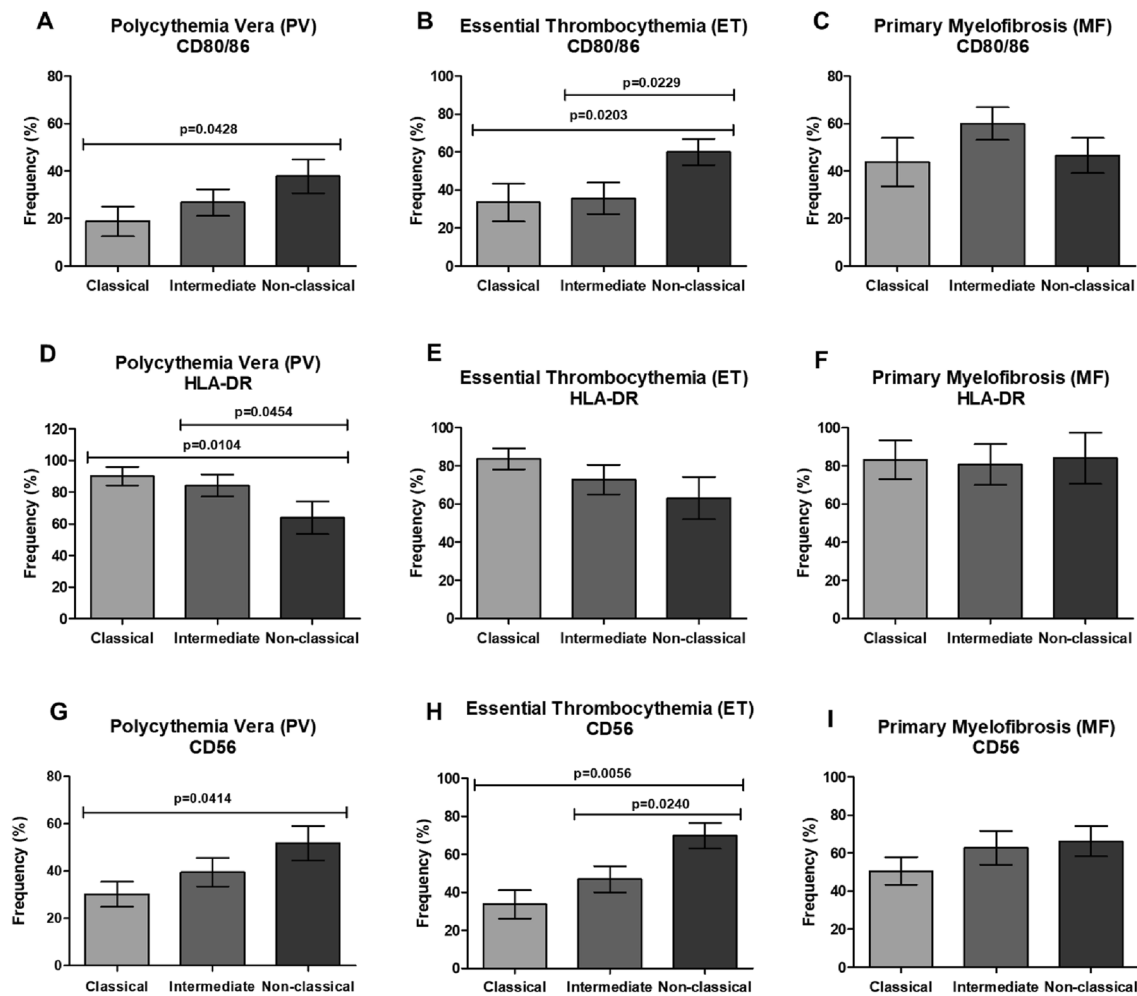 A
Polycythemia Vera (PV)
CD80/86
Frequency (%)
80
60
40
20
0
p=0.0428
Classical Intermediate Non-classical
B
Essential Thrombocythemia (ET)
CD80/86
Frequency (%)
100
80
60
40
20
0
p=0.0229
p=0.0203
Classical Intermediate Non-classical
C
Primary Myelofibrosis (MF)
CD80/86
Frequency (%)
80
60
40
20
0
Classical Intermediate Non-classical
D
Polycythemia Vera (PV)
HLA-DR
Frequency (%)
120
100
80
60
40
20
0
p=0.0454
p=0.0104
Classical Intermediate Non-classical
E
Essential Thrombocythemia (ET)
HLA-DR
Frequency (%)
100
80
60
40
20
0
Classical Intermediate Non-classical
F
Primary Myelofibrosis (MF)
HLA-DR
Frequency (%)
100
80
60
40
20
0
Classical Intermediate Non-classical
G
Polycythemia Vera (PV)
CD56
Frequency (%)
80
60
40
20
0
p=0.0414
Classical Intermediate Non-classical
H
Essential Thrombocythemia (ET)
CD56
Frequency (%)
100
80
60
40
20
0
p=0.0056
p=0.0240
Classical Intermediate Non-classical
I
Primary Myelofibrosis (MF)
CD56
Frequency (%)
100
80
60
40
20
0
Classical Intermediate Non-classical